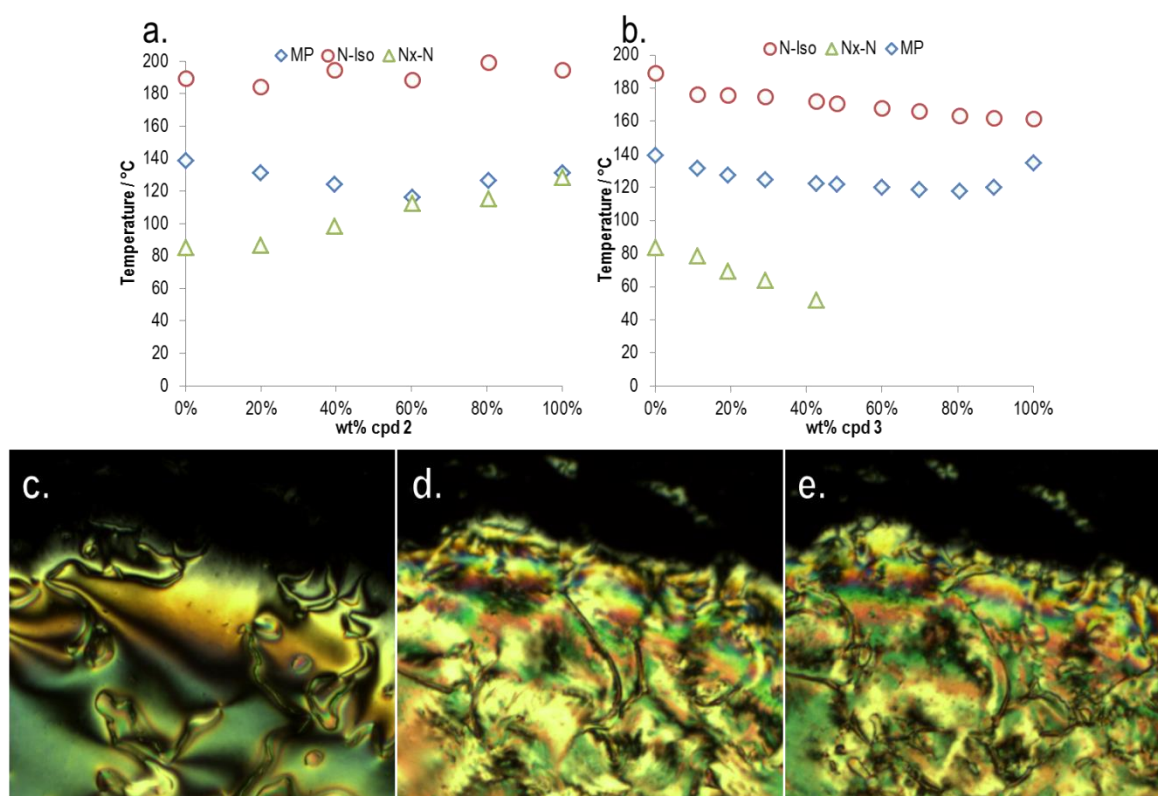 a.
MP N-Iso Nx-N
200
180
160
140
120
100
80
60
40
20
0
Temperature / °C
0% 20% 40% 60% 80% 100%
wt% cpd 2
b.
N-Iso Nx-N MP
200
180
160
140
120
100
80
60
40
20
0
Temperature / °C
0% 20% 40% 60% 80% 100%
wt% cpd 3
c. d. e.